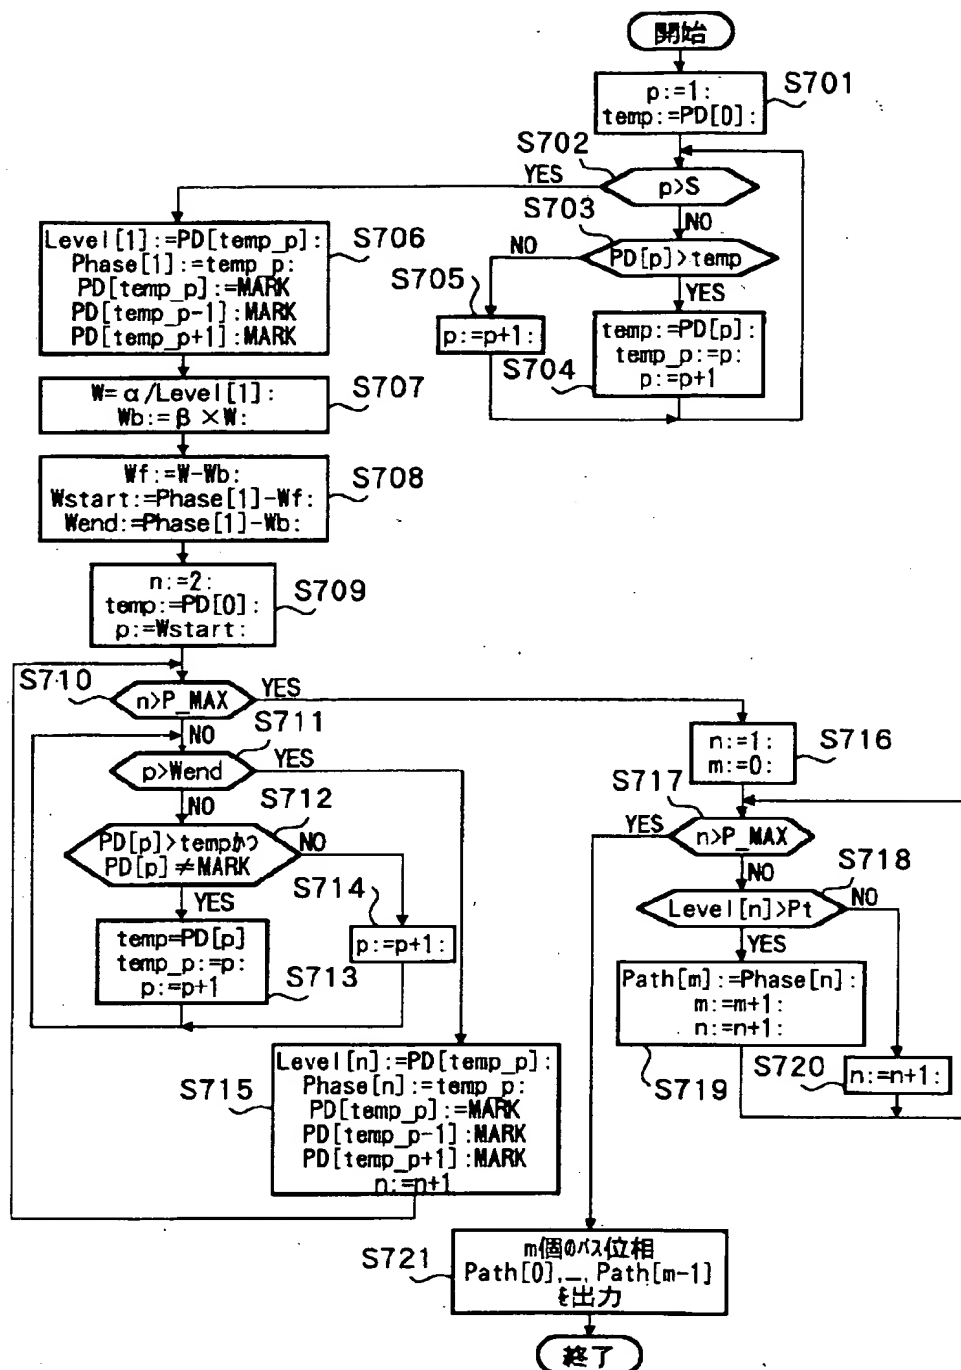 開始
S701
p:=1:
temp:=PD[0]:
S702
YES
p>S
NO
S703
NO
PD[p]>temp
YES
S705
p:=p+1:
S704
temp:=PD[p]:
temp_p:=p:
p:=p+1
S706
Level[1]:=PD[temp_p]:
Phase[1]:=temp_p:
PD[temp_p]:=MARK
PD[temp_p-1]:MARK
PD[temp_p+1]:MARK
S707
W=α/Level[1]:
Wb:=β×W:
S708
Wf:=W-Wb:
Wstart:=Phase[1]-Wf:
Wend:=Phase[1]-Wb:
S709
n:=2:
temp:=PD[0]:
p:=Wstart:
S710
n>P_MAX
YES
NO
S711
p>Wend
YES
NO
S712
PD[p]>tempかつ
PD[p]≠MARK
NO
YES
S714
p:=p+1:
temp=PD[p]
temp_p:=p:
p:=p+1
S713
S715
Level[n]:=PD[temp_p]:
Phase[n]:=temp_p:
PD[temp_p]:=MARK
PD[temp_p-1]:MARK
PD[temp_p+1]:MARK
n:=n+1
S716
n:=1:
m:=0:
S717
YES
n>P_MAX
NO
S718
Level[n]>Pt
NO
YES
Path[m]:=Phase[n]:
m:=m+1:
n:=n+1:
S719
S720
n:=n+1:
S721
m個のパス位相
Path[0],…,Path[m-1]
を出力
終了